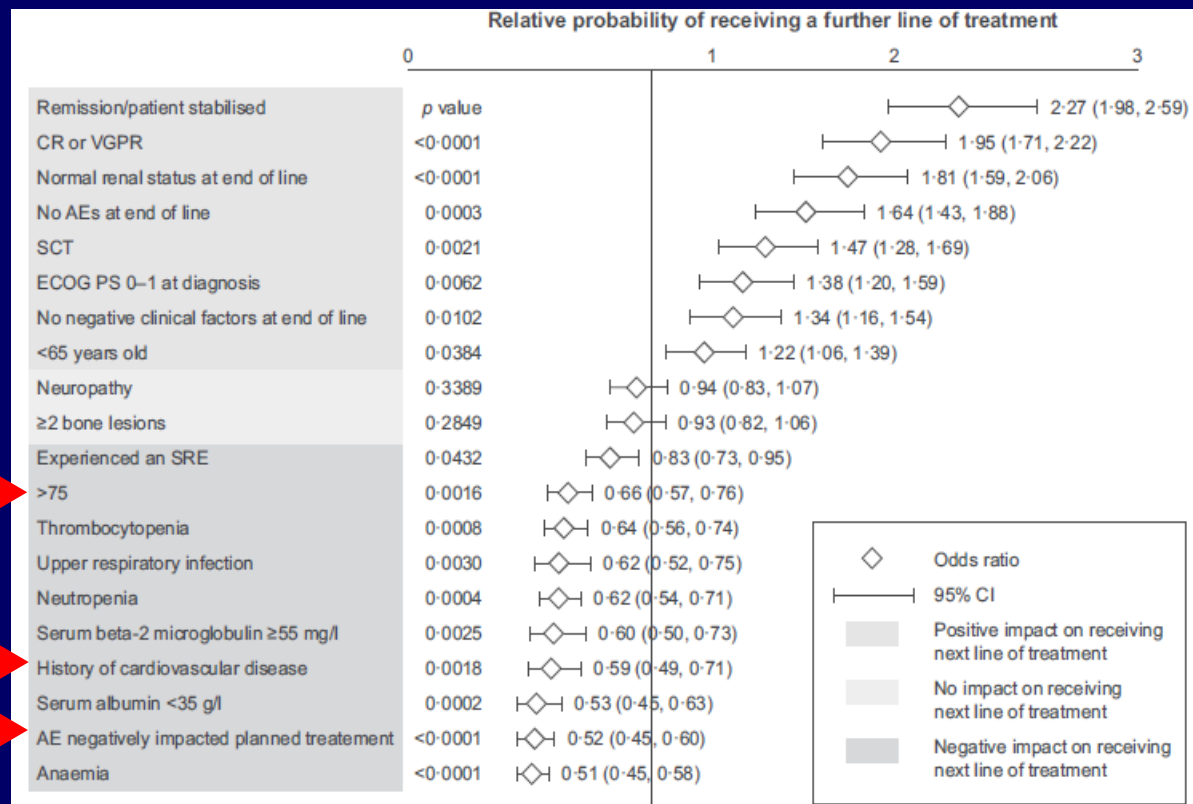 Relative probability of receiving a further line of treatment
0 1 2 3
Remission/patient stabilised p value 2·27 (1·98, 2·59)
CR or VGPR <0·0001 1·95 (1·71, 2·22)
Normal renal status at end of line <0·0001 1·81 (1·59, 2·06)
No AEs at end of line 0·0003 1·64 (1·43, 1·88)
SCT 0·0021 1·47 (1·28, 1·69)
ECOG PS 0–1 at diagnosis 0·0062 1·38 (1·20, 1·59)
No negative clinical factors at end of line 0·0102 1·34 (1·16, 1·54)
<65 years old 0·0384 1·22 (1·06, 1·39)
Neuropathy 0·3389 0·94 (0·83, 1·07)
≥2 bone lesions 0·2849 0·93 (0·82, 1·06)
Experienced an SRE 0·0432 0·83 (0·73, 0·95)
>75 0·0016 0·66 (0·57, 0·76)
Thrombocytopenia 0·0008 0·64 (0·56, 0·74)
Upper respiratory infection 0·0030 0·62 (0·52, 0·75)
Neutropenia 0·0004 0·62 (0·54, 0·71)
Serum beta-2 microglobulin ≥55 mg/l 0·0025 0·60 (0·50, 0·73)
History of cardiovascular disease 0·0018 0·59 (0·49, 0·71)
Serum albumin <35 g/l 0·0002 0·53 (0·45, 0·63)
AE negatively impacted planned treatement <0·0001 0·52 (0·45, 0·60)
Anaemia <0·0001 0·51 (0·45, 0·58)
Odds ratio
95% CI
Positive impact on receiving
next line of treatment
No impact on receiving
next line of treatment
Negative impact on receiving
next line of treatment